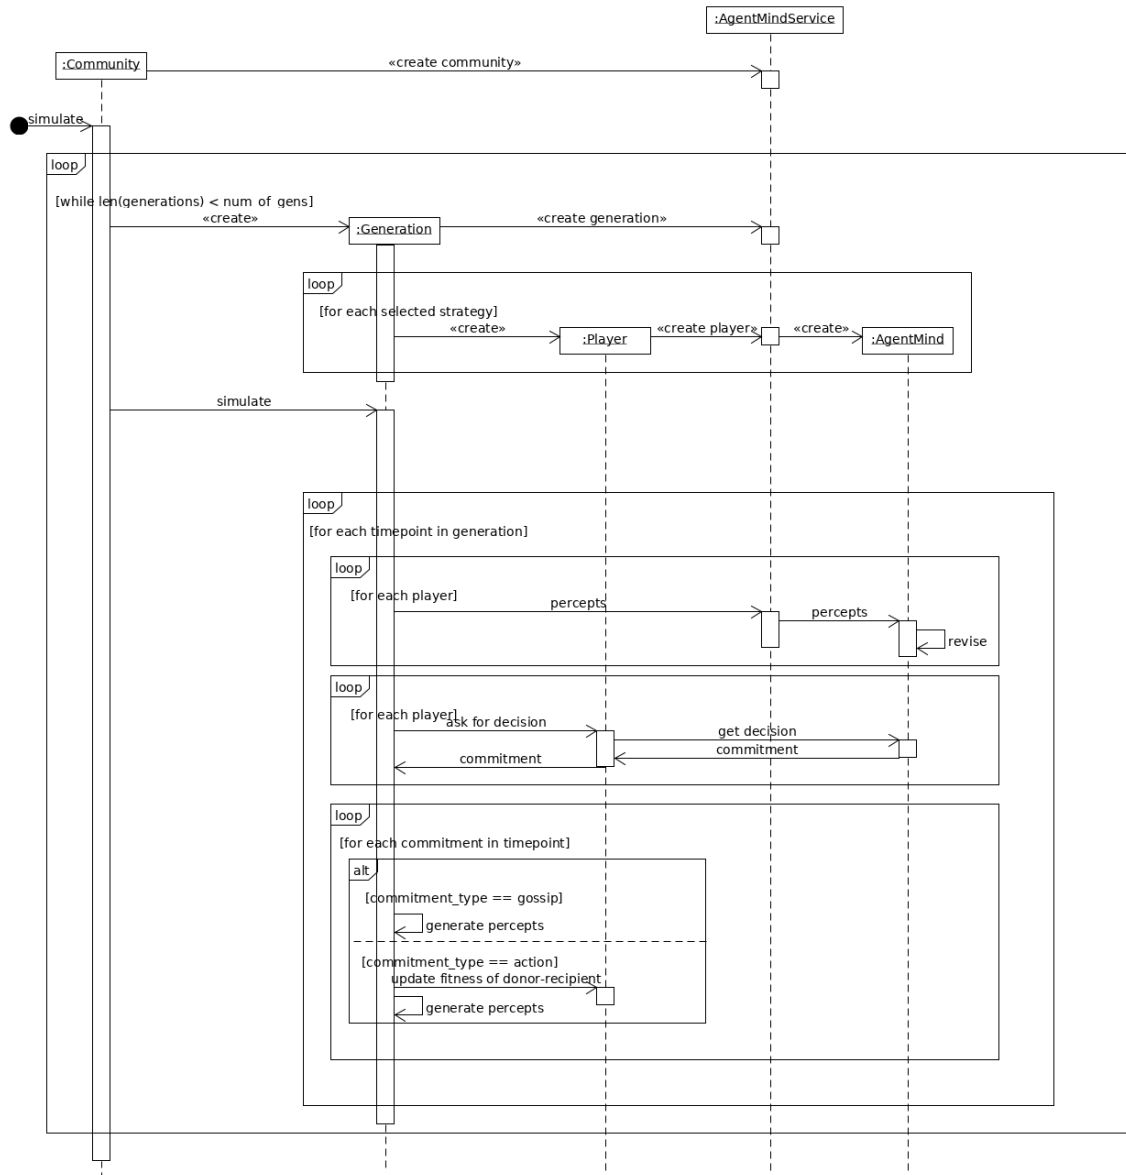 :AgentMindService
:Community
«create community»
simulate
loop
[while len(generations) < num_of_gens]
«create»
:Generation
«create generation»
loop
[for each selected strategy]
«create»
:Player
«create player»
«create»
:AgentMind
simulate
loop
[for each timepoint in generation]
loop
[for each player]
percepts
percepts
revise
loop
[for each player]
ask for decision
get decision
commitment
commitment
loop
[for each commitment in timepoint]
alt
[commitment_type == gossip]
generate percepts
[commitment_type == action]
update fitness of donor-recipient
generate percepts